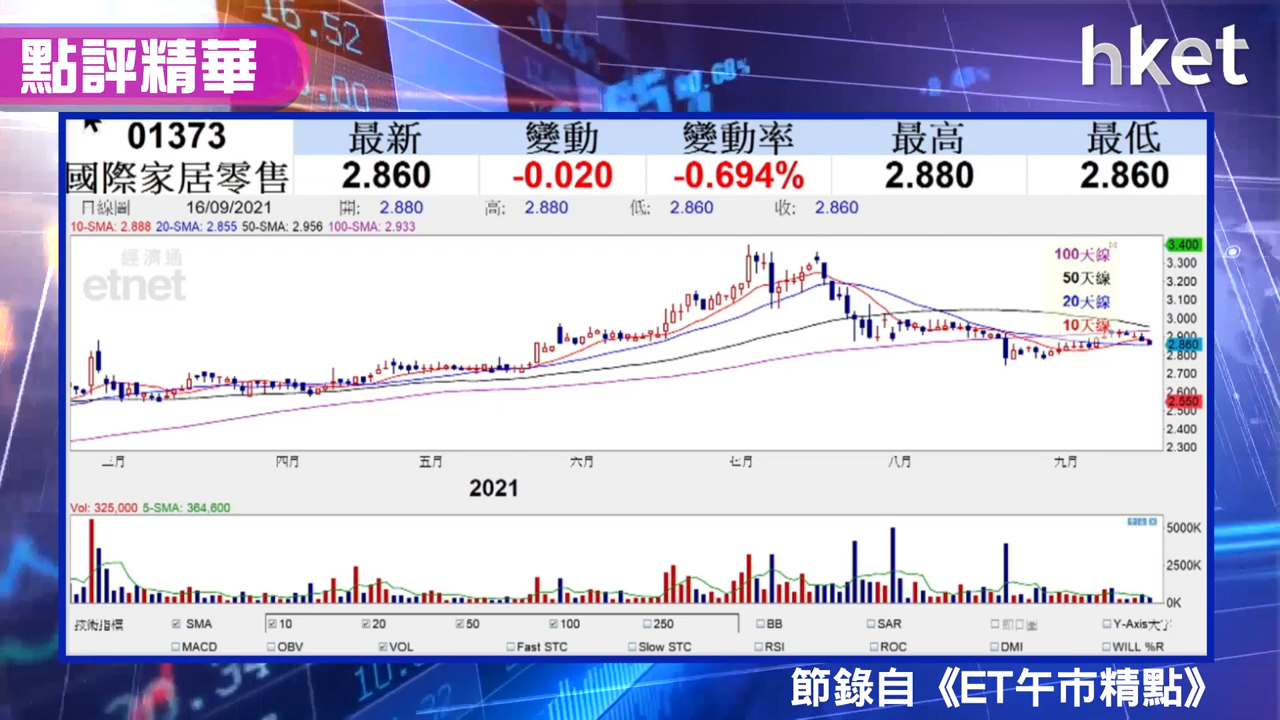 點評精華
hket
01373 最新 變動 變動率 最高 最低
國際家居零售 2.860 -0.020 -0.694% 2.880 2.860
日線圖 16/09/2021 開: 2.880 高: 2.880 低: 2.860 收: 2.860
10-SMA: 2.888 20-SMA: 2.855 50-SMA: 2.956 100-SMA: 2.933
經濟通
etnet
100天線
50天線
20天線
10天線
3.400
3.300
3.200
3.100
3.000
2.900
2.860
2.800
2.700
2.600
2.550
2.500
2.400
2.300
三月 四月 五月 六月 七月 八月 九月
2021
Vol: 325,000 5-SMA: 364,600
5000K
2500K
0K
技術指標 SMA 10 20 50 100 250 BB SAR Y-Axis大字
MACD OBV VOL Fast STC Slow STC RSI ROC DMI WILL %R
節錄自《ET午市精點》